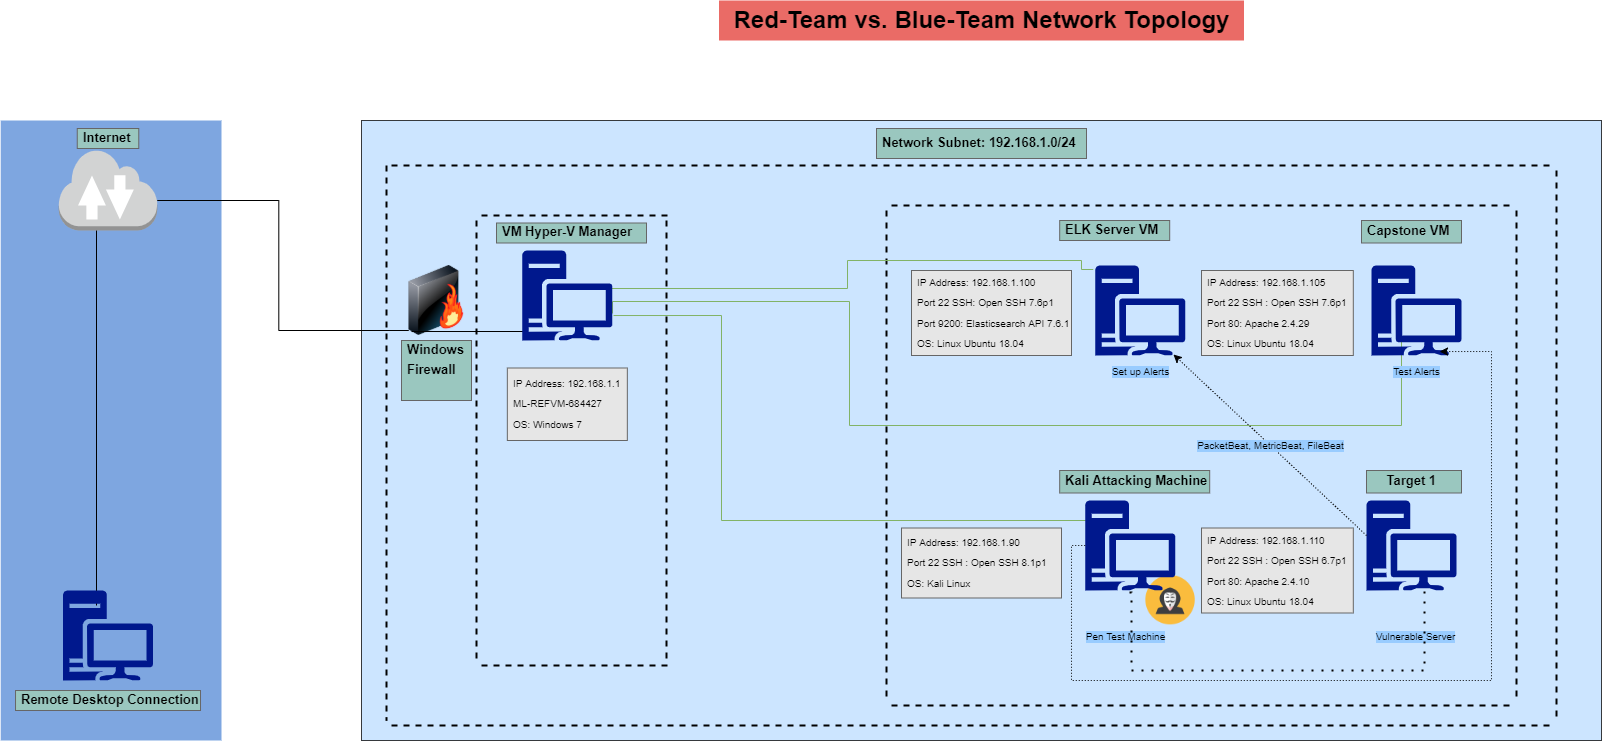 Red-Team vs. Blue-Team Network Topology
Internet
Remote Desktop Connection
Network Subnet: 192.168.1.0/24
Windows
Firewall
VM Hyper-V Manager
IP Address: 192.168.1.1
ML-REFVM-684427
OS: Windows 7
ELK Server VM
IP Address: 192.168.1.100
Port 22 SSH: Open SSH 7.6p1
Port 9200: Elasticsearch API 7.6.1
OS: Linux Ubuntu 18.04
Set up Alerts
Capstone VM
IP Address: 192.168.1.105
Port 22 SSH : Open SSH 7.6p1
Port 80: Apache 2.4.29
OS: Linux Ubuntu 18.04
Test Alerts
PacketBeat, MetricBeat, FileBeat
Kali Attacking Machine
IP Address: 192.168.1.90
Port 22 SSH : Open SSH 8.1p1
OS: Kali Linux
Pen Test Machine
Target 1
IP Address: 192.168.1.110
Port 22 SSH : Open SSH 6.7p1
Port 80: Apache 2.4.10
OS: Linux Ubuntu 18.04
Vulnerable Server